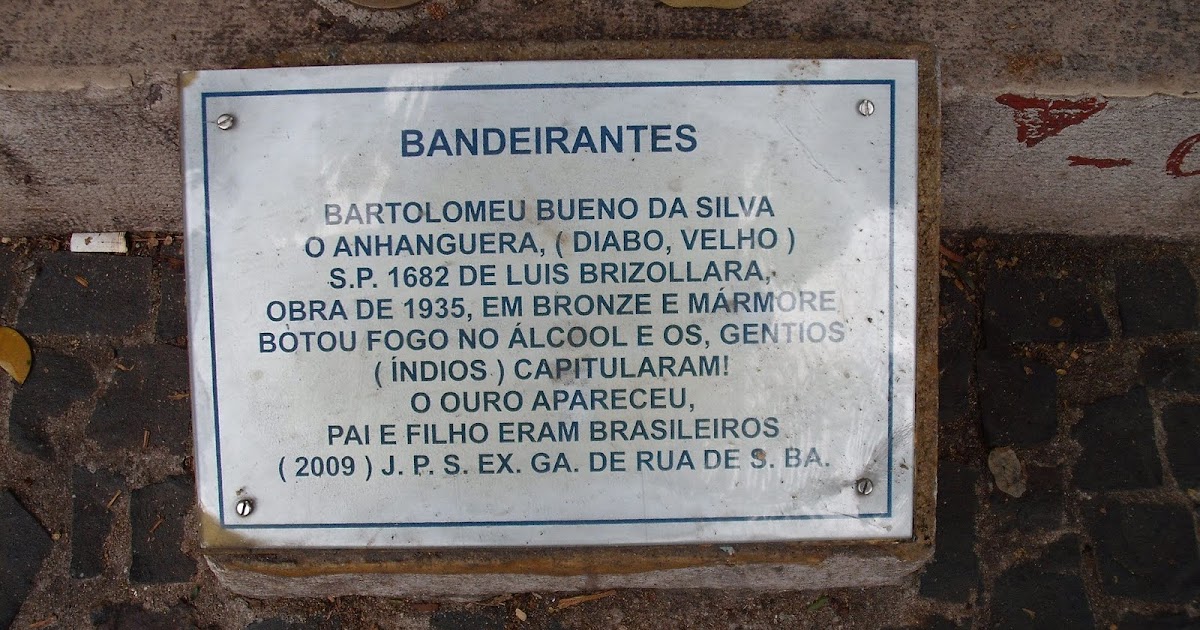 BANDEIRANTES
BARTOLOMEU BUENO DA SILVA
O ANHANGUERA, ( DIABO, VELHO )
S.P. 1682 DE LUIS BRIZOLLARA,
OBRA DE 1935, EM BRONZE E MÁRMORE
BOTOU FOGO NO ÁLCOOL E OS, GENTIOS
( ÍNDIOS ) CAPITULARAM!
O OURO APARECEU,
PAI E FILHO ERAM BRASILEIROS
( 2009 ) J. P. S. EX. GA. DE RUA DE S. BA.